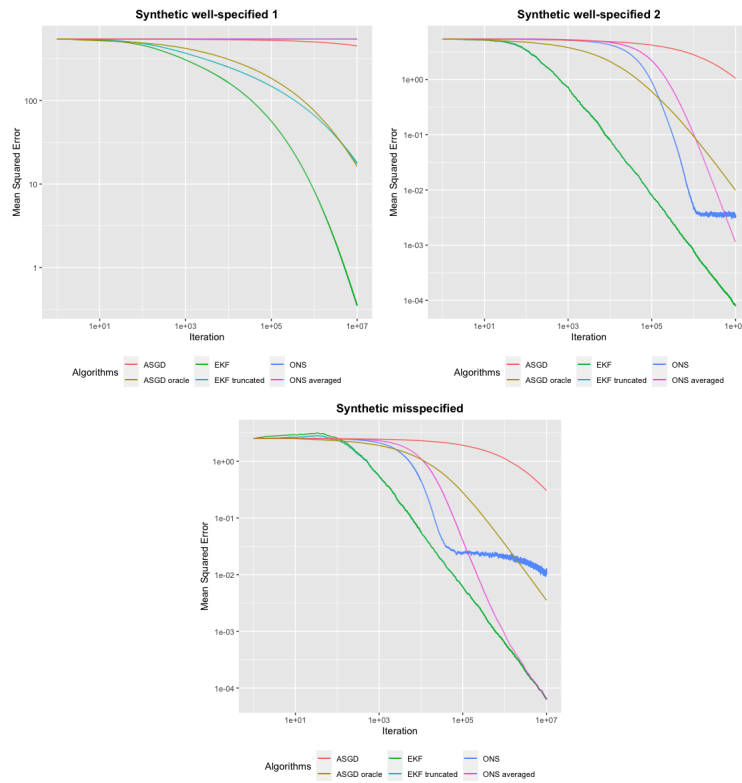 Synthetic well-specified 1
Mean Squared Error
100
10
1
1e+01
1e+03
1e+05
1e+07
Iteration
Algorithms
ASGD
EKF
ONS
ASGD oracle
EKF truncated
ONS averaged
Synthetic well-specified 2
Mean Squared Error
1e+00
1e-01
1e-02
1e-03
1e-04
1e+01
1e+03
1e+05
1e+0
Iteration
Algorithms
ASGD
EKF
ONS
ASGD oracle
EKF truncated
ONS averaged
Synthetic misspecified
Mean Squared Error
1e+00
1e-01
1e-02
1e-03
1e-04
1e+01
1e+03
1e+05
1e+07
Iteration
Algorithms
ASGD
EKF
ONS
ASGD oracle
EKF truncated
ONS averaged